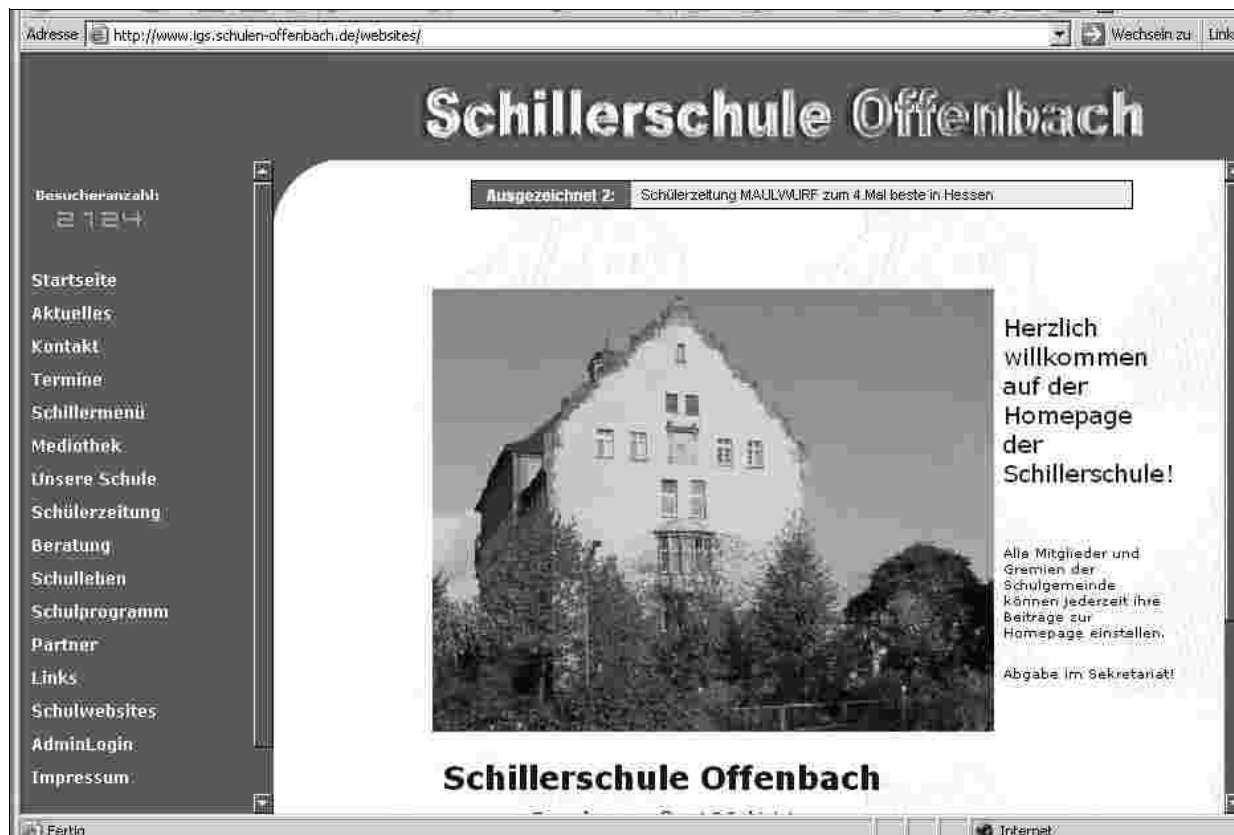 Adresse http://www.igs.schulen-offenbach.de/websites/ Wechseln zu Link
Schillerschule Offenbach
Besucheranzahl:
2124
Startseite
Aktuelles
Kontakt
Termine
Schillermenü
Mediothek
Unsere Schule
Schülerzeitung
Beratung
Schulleben
Schulprogramm
Partner
Links
Schulwebsites
AdminLogin
Impressum
Ausgezeichnet 2: Schülerzeitung MAULWURF zum 4.Mal beste in Hessen
Herzlich
willkommen
auf der
Homepage
der
Schillerschule!
Alle Mitglieder und
Gremien der
Schulgemeinde
können jederzeit ihre
Beiträge zur
Homepage einstellen.
Abgabe im Sekretariat!
Schillerschule Offenbach
Fertig Internet